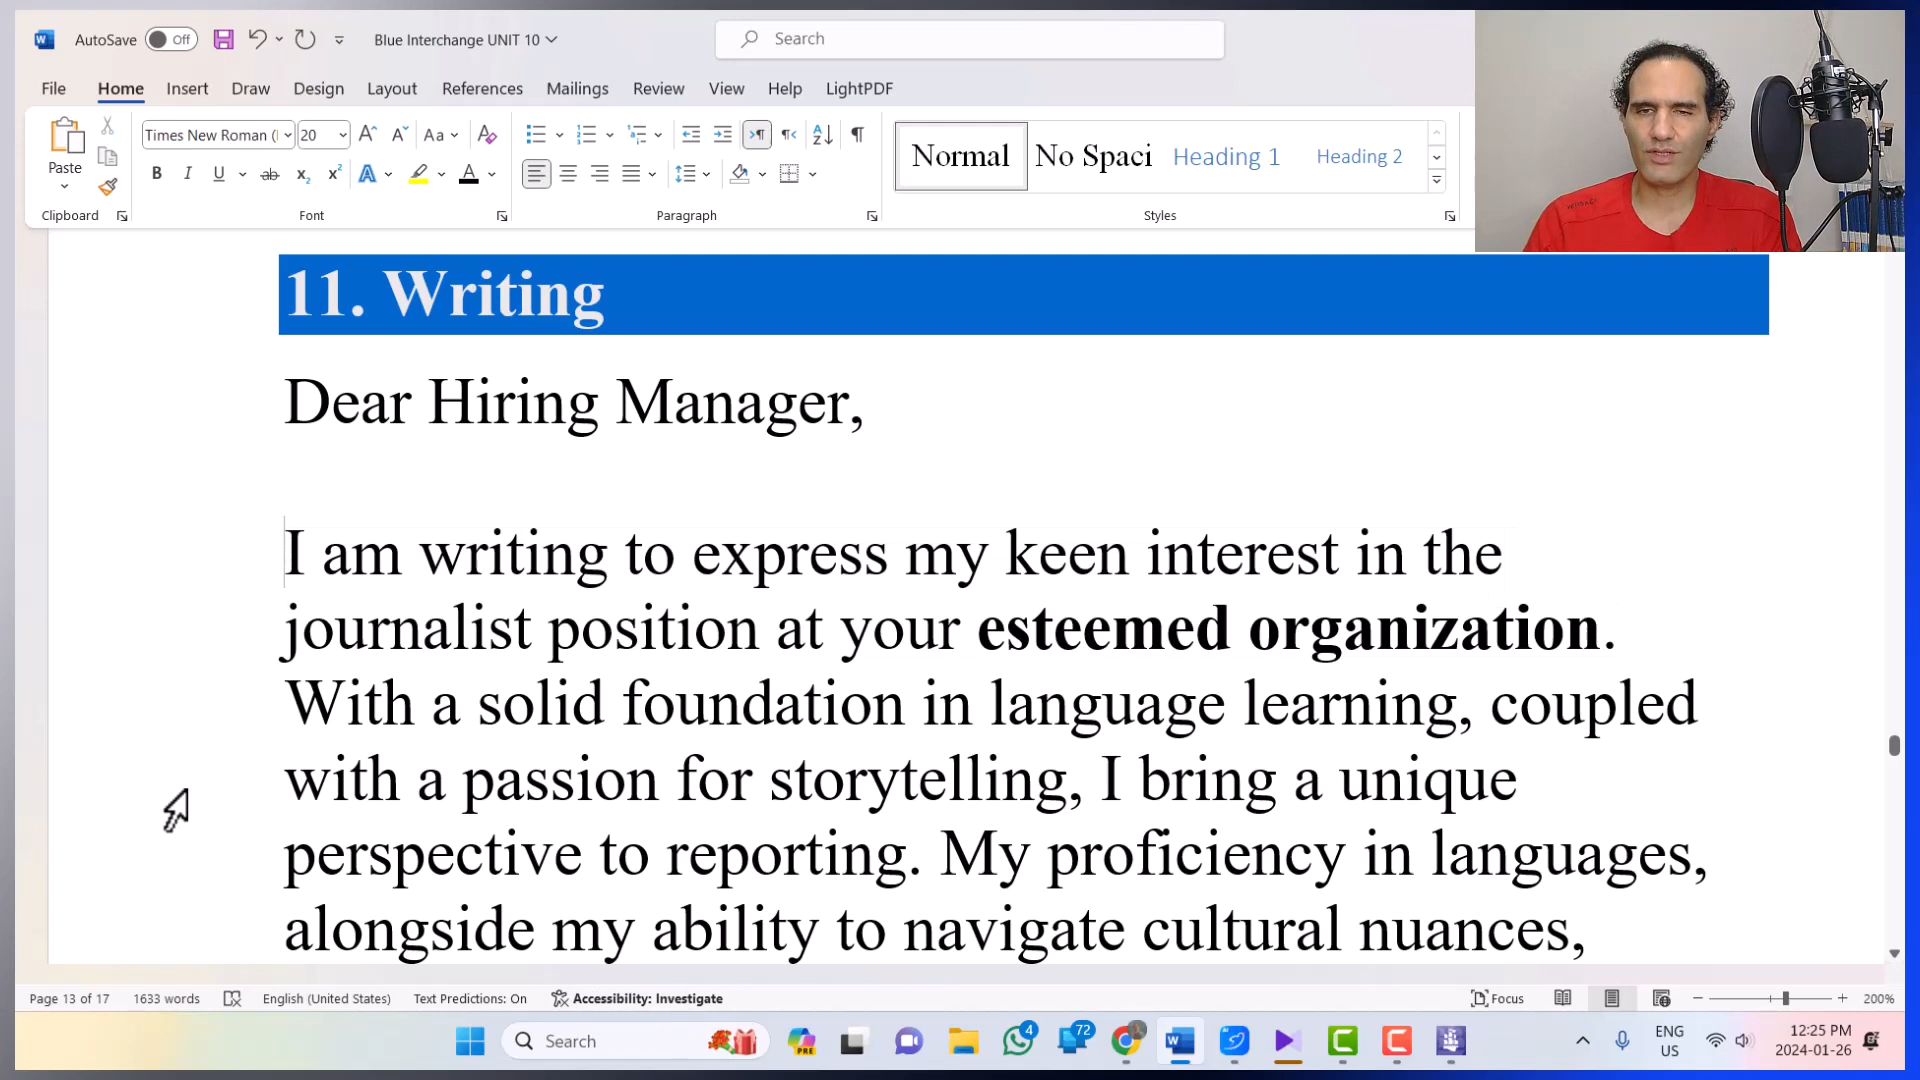 AutoSave Off Blue Interchange UNIT 10 Search
File Home Insert Draw Design Layout References Mailings Review View Help LightPDF
Paste
Times New Roman ( 20
Aa
B I U ab
Normal No Spaci Heading 1 Heading 2
Clipboard Font Paragraph Styles
11. Writing
Dear Hiring Manager,
I am writing to express my keen interest in the
journalist position at your esteemed organization.
With a solid foundation in language learning, coupled
with a passion for storytelling, I bring a unique
perspective to reporting. My proficiency in languages,
alongside my ability to navigate cultural nuances,
Page 13 of 17 1633 words English (United States) Text Predictions: On Accessibility: Investigate Focus 200%
Search PRE 4 72 ENG US 12:25 PM 2024-01-26